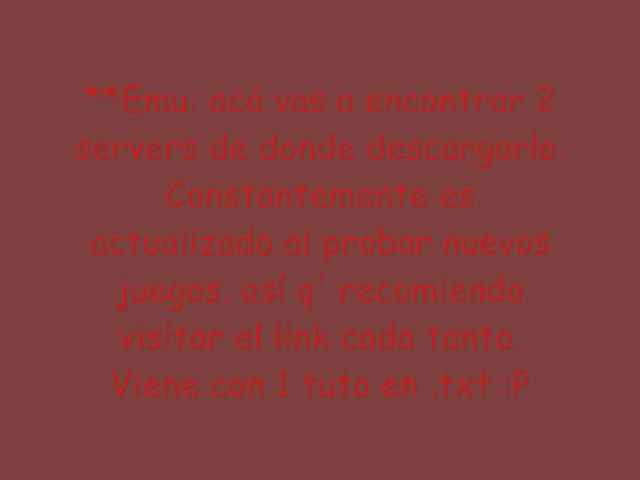 **Emu: acá vas a encontrar 2
servers de donde descargarlo.
Constantemente es
actualizado al probar nuevos
juegos, así q' recomiendo
visitar el link cada tanto.
Viene con 1 tuto en .txt :P